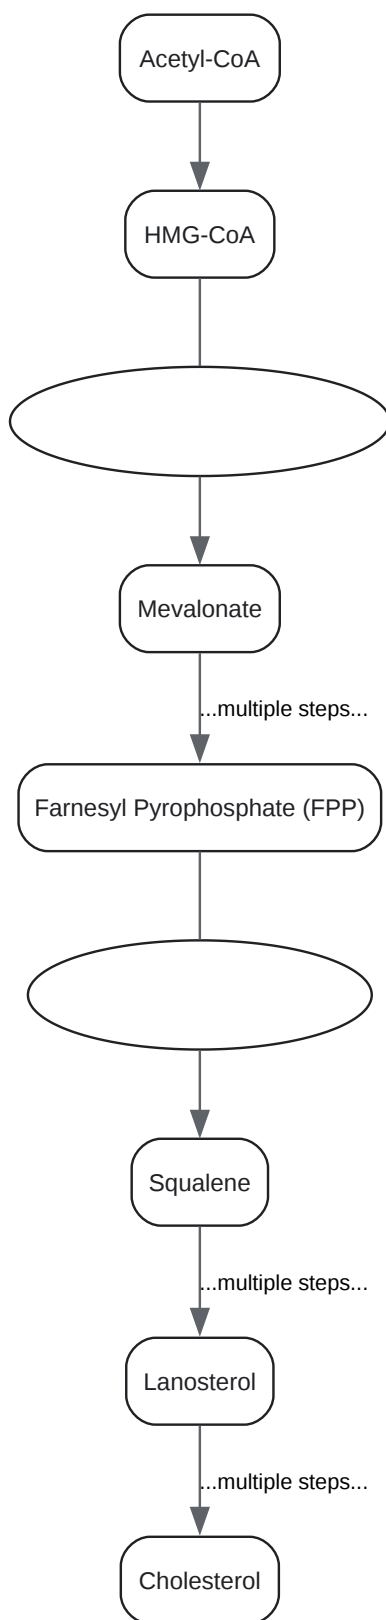 Acetyl-CoA
HMG-CoA
Mevalonate
...multiple steps...
Farnesyl Pyrophosphate (FPP)
Squalene
...multiple steps...
Lanosterol
...multiple steps...
Cholesterol